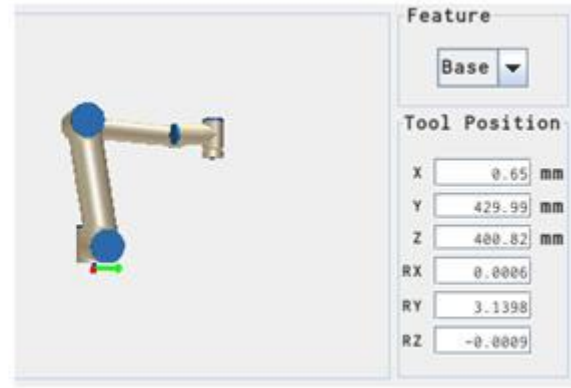 Feature
Base
Tool Position
X 0.65 mm
Y 429.99 mm
Z 400.82 mm
RX 0.0006
RY 3.1398
RZ -0.0009